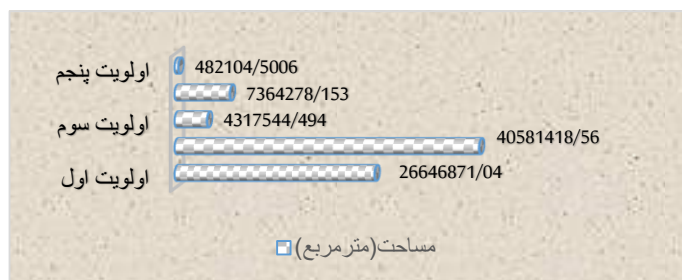 اولویت پنجم
482104/5006
7364278/153
اولویت سوم
4317544/494
40581418/56
اولویت اول
26646871/04
مساحت(مترمربع)